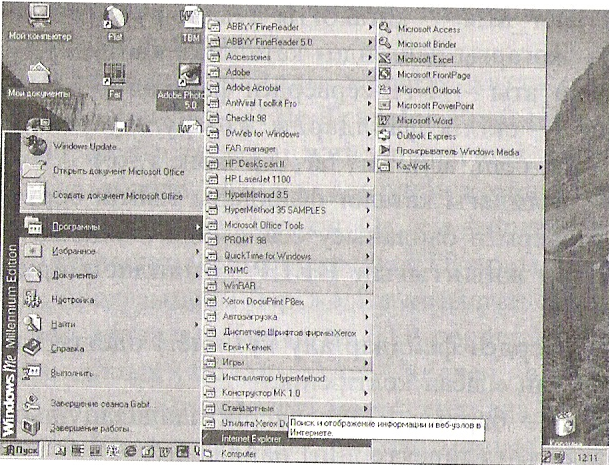 Мой компьютер
Flat
TBM
Мои документы
Far
Adobe Photo
5.0
Windows Update
Открыть документ Microsoft Office
Создать документ Microsoft Office
Программы
Избранное
Документы
Настройка
Найти
Справка
Выполнить...
Завершение сеанса Gabit...
Завершение работы...
Windows Me Millennium Edition
Пуск
ABBYY FineReader
ABBYY FineReader 5.0
Accessories
Adobe
Adobe Acrobat
AntiViral Toolkit Pro
CheckIt 98
DrWeb for Windows
FAR manager
HP DeskScan II
HP LaserJet 1100
HyperMethod 3.5
HyperMethod 35 SAMPLES
Microsoft Office Tools
PROMT 98
QuickTime for Windows
RNMC
WinRAR
Xerox DocuPrint P8ex
Автозагрузка
Диспетчер Шрифтов фирмы Xerox
Еркін Көмек
Игры
Инсталлятор HyperMethod
Конструктор МК 1.0
Стандартные
Утилита Xerox D
Internet Explorer
Komputer
Поиск и отображение информации и веб-узлов в
Интернете.
Microsoft Access
Microsoft Binder
Microsoft Excel
Microsoft FrontPage
Microsoft Outlook
Microsoft PowerPoint
Microsoft Word
Outlook Express
Проигрыватель Windows Media
KazWork
Корзина
12:11